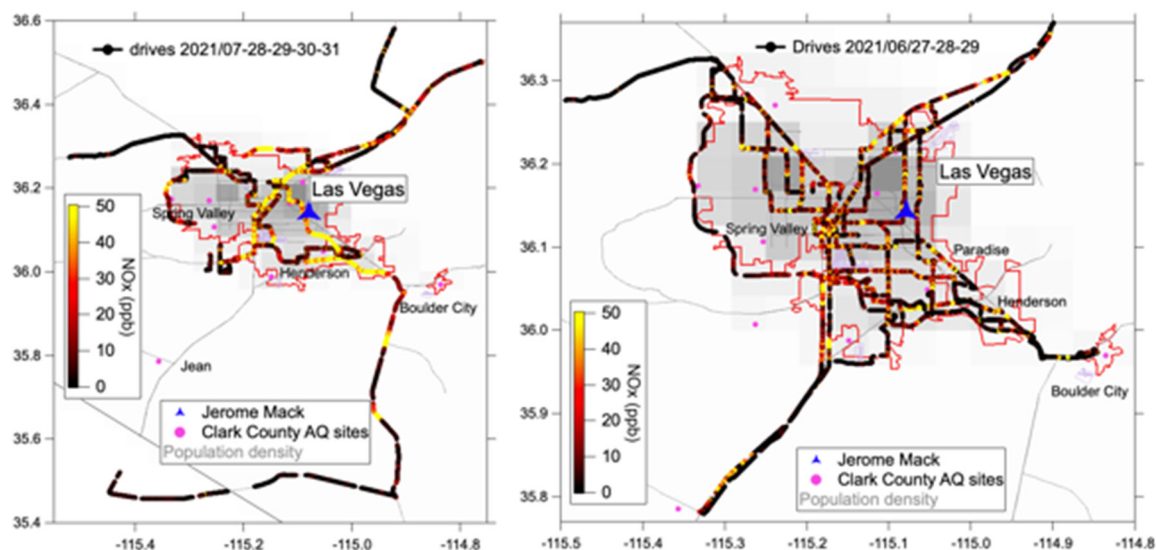 36.6
36.4
36.2
36.0
35.8
35.6
35.4
drives 2021/07-28-29-30-31
Las Vegas
Spring Valley
Henderson
Boulder City
Jean
50
40
30
20
10
0
NOx (ppb)
Jerome Mack
Clark County AQ sites
Population density
-115.4
-115.2
-115.0
-114.8
36.3
36.2
36.1
36.0
35.9
35.8
Drives 2021/06/27-28-29
Las Vegas
Spring Valley
Paradise
Henderson
Boulder City
50
40
30
20
10
0
NOx (ppb)
Jerome Mack
Clark County AQ sites
Population density
-115.5
-115.4
-115.3
-115.2
-115.1
-115.0
-114.9
-114.8